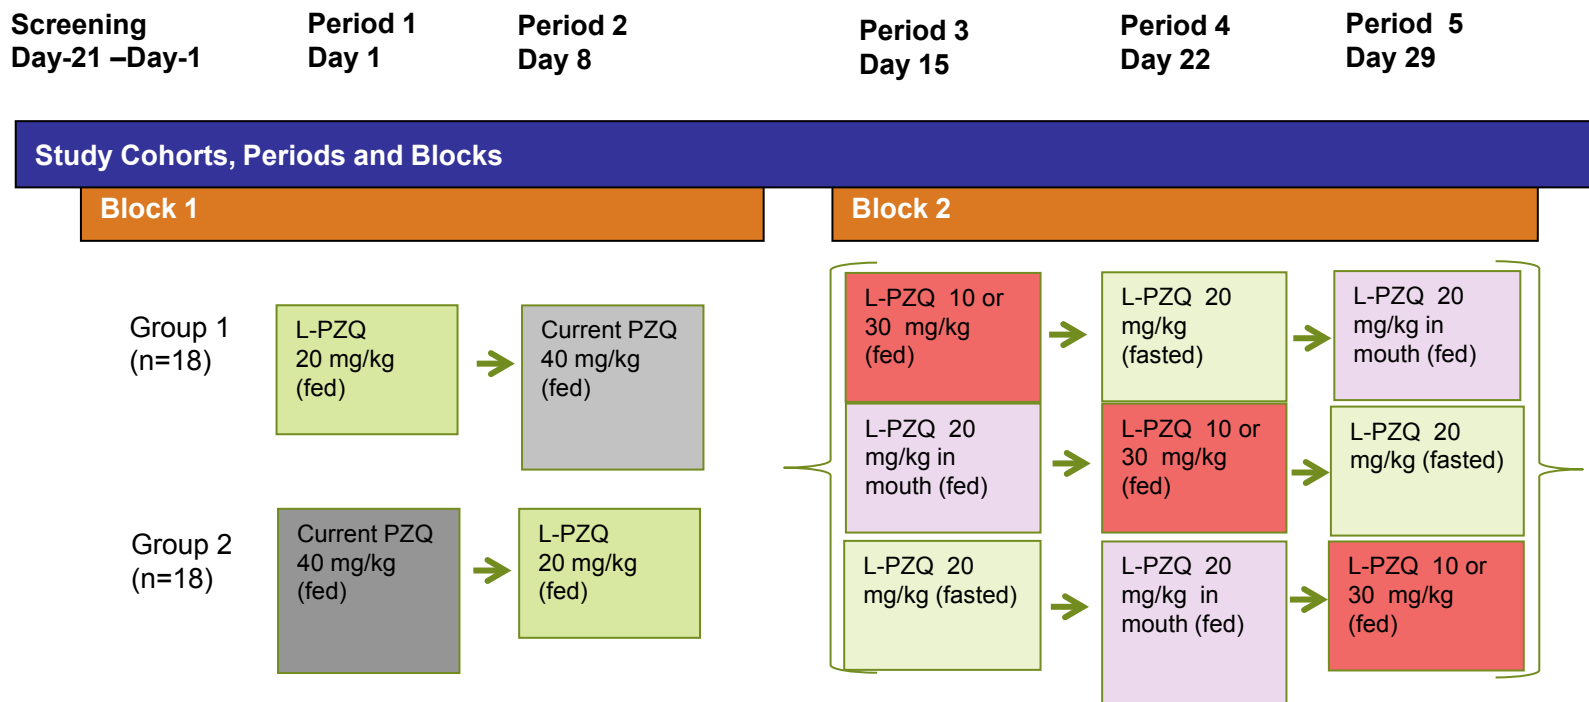 Screening
Day-21 –Day-1
Period 1
Day 1
Period 2
Day 8
Period 3
Day 15
Period 4
Day 22
Period 5
Day 29
Study Cohorts, Periods and Blocks
Block 1
Block 2
Group 1
(n=18)
L-PZQ
20 mg/kg
(fed)
Current PZQ
40 mg/kg
(fed)
Group 2
(n=18)
Current PZQ
40 mg/kg
(fed)
L-PZQ
20 mg/kg
(fed)
L-PZQ 10 or
30 mg/kg
(fed)
L-PZQ 20
mg/kg
(fasted)
L-PZQ 20
mg/kg in
mouth (fed)
L-PZQ 20
mg/kg in
mouth (fed)
L-PZQ 10 or
30 mg/kg
(fed)
L-PZQ 20
mg/kg (fasted)
L-PZQ 20
mg/kg (fasted)
L-PZQ 20
mg/kg in
mouth (fed)
L-PZQ 10 or
30 mg/kg
(fed)